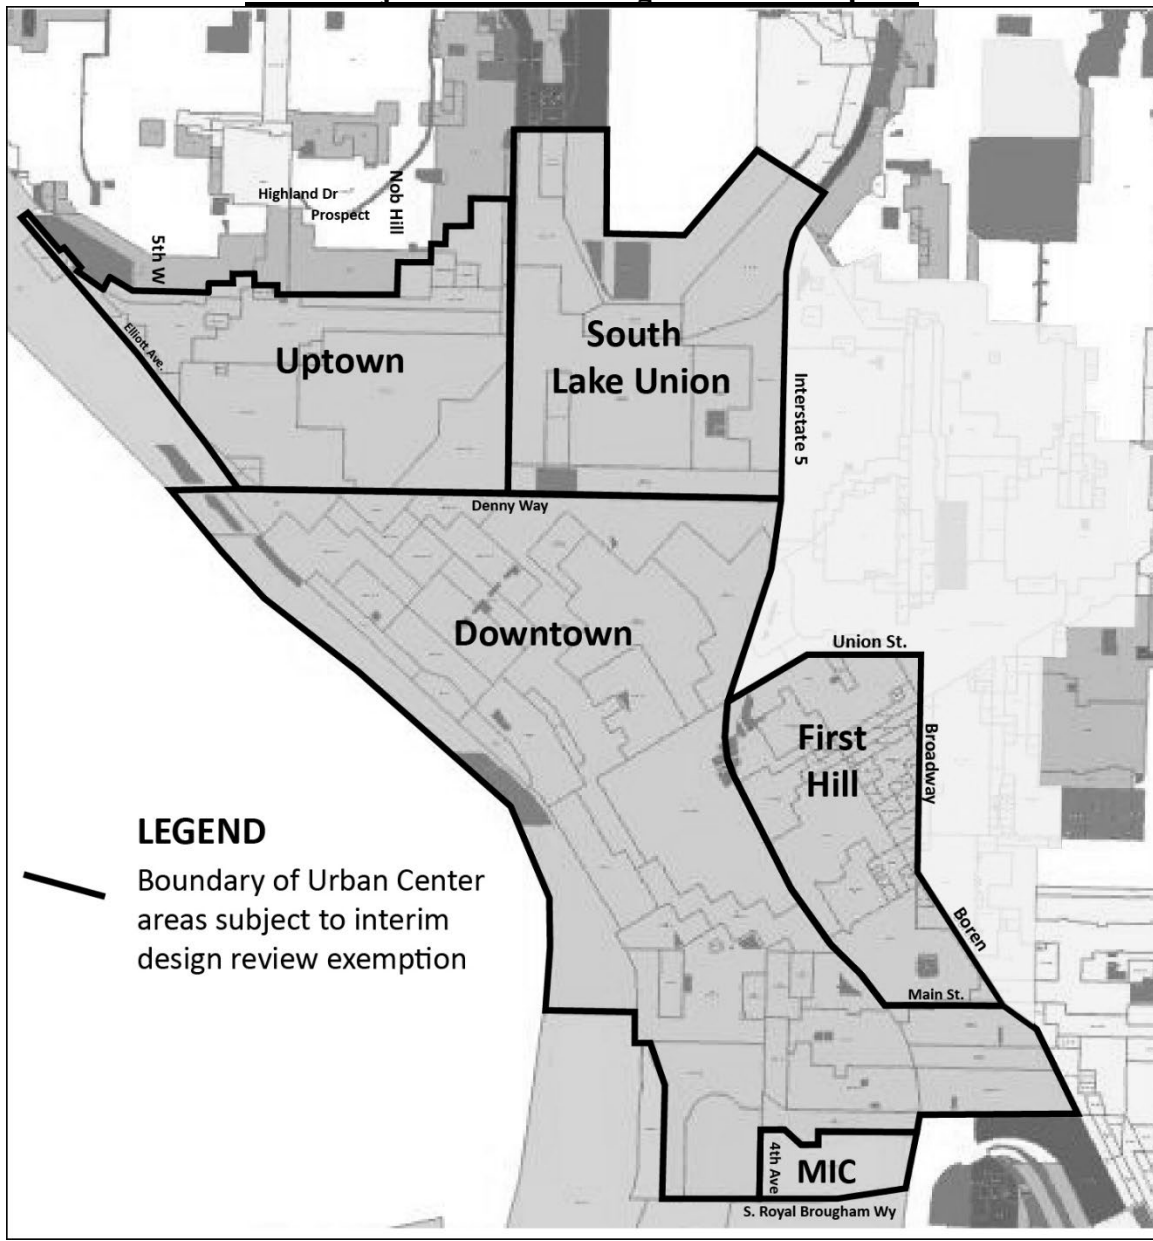 Highland Dr
Prospect
Nob Hill
5th W
Elliott Ave.
Uptown
South
Lake Union
Interstate 5
Denny Way
Downtown
Union St.
First
Hill
Broadway
LEGEND
Boundary of Urban Center
areas subject to interim
design review exemption
Boren
Main St.
4th Ave
MIC
S. Royal Brougham Wy